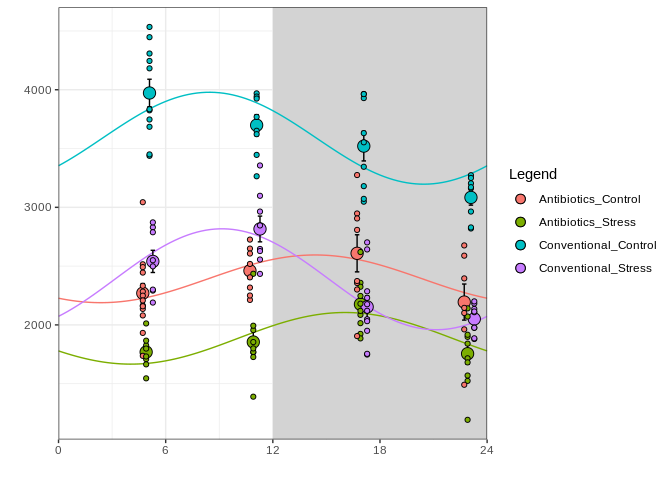 4000
3000
2000
0
6
12
18
24
Legend
Antibiotics_Control
Antibiotics_Stress
Conventional_Control
Conventional_Stress